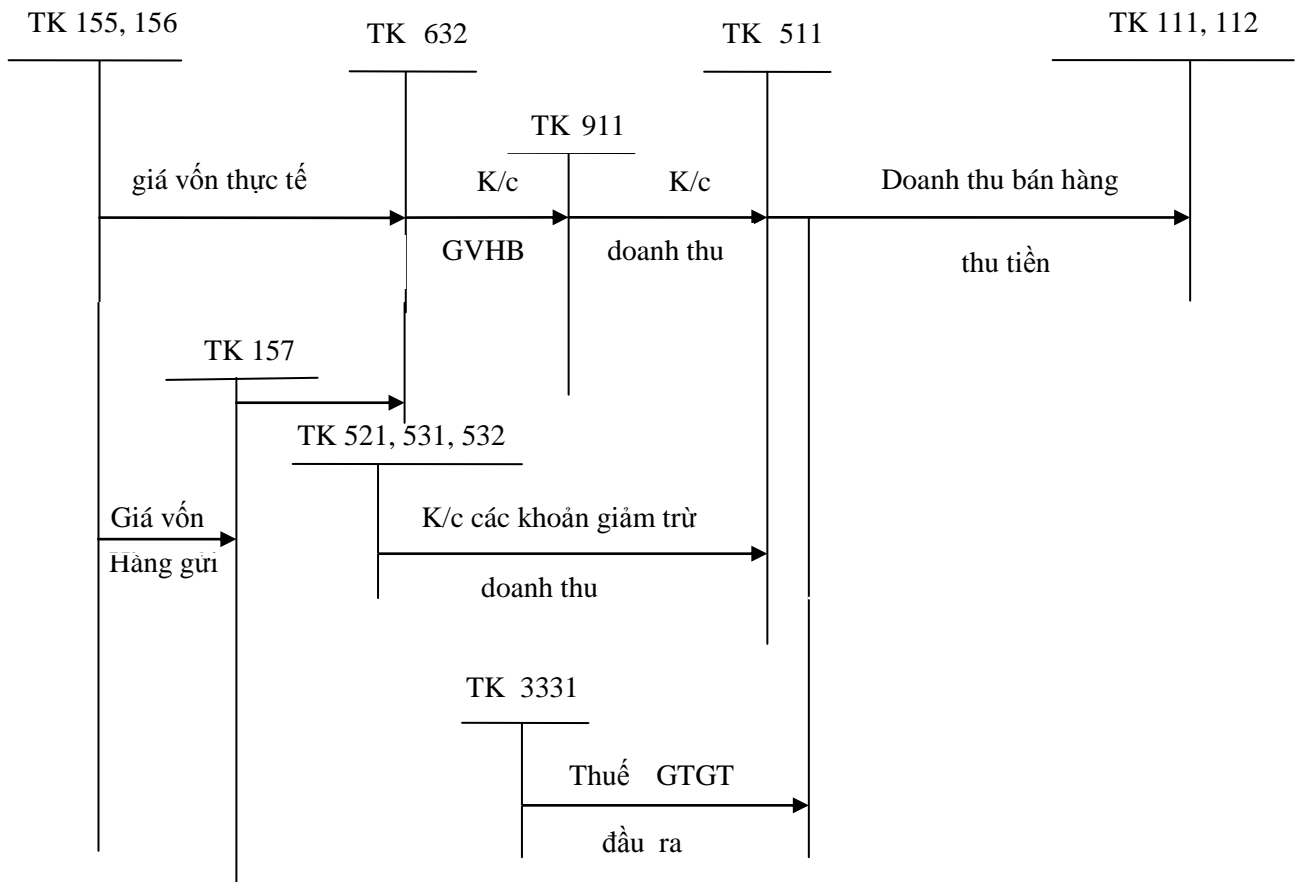 TK 155, 156
TK 632
TK 511
TK 111, 112
TK 911
giá vốn thực tế
K/c
K/c
Doanh thu bán hàng
GVHB
doanh thu
thu tiền
TK 157
TK 521, 531, 532
Giá vốn
K/c các khoản giảm trừ
Hàng gửi
doanh thu
TK 3331
Thuế GTGT
đầu ra